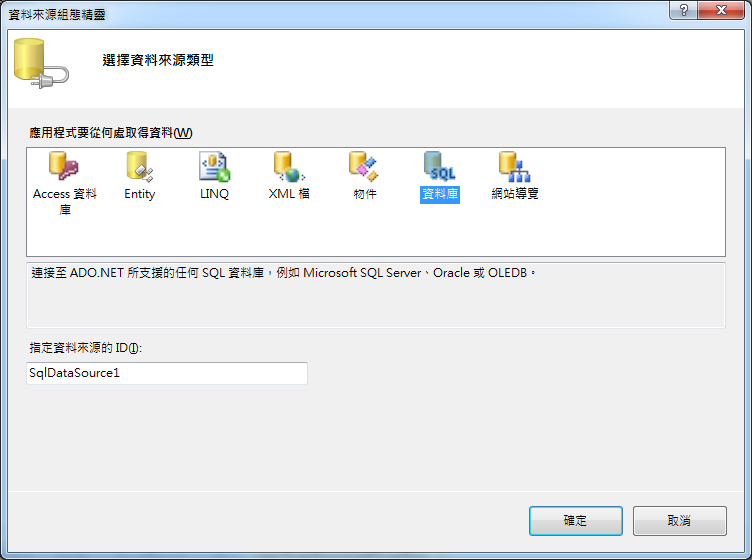 資料來源組態精靈
選擇資料來源類型
應用程式要從何處取得資料(W)
Access 資料
庫
Entity
LINQ
XML 檔
物件
SQL
資料庫
網站導覽
連接至 ADO.NET 所支援的任何 SQL 資料庫，例如 Microsoft SQL Server、Oracle 或 OLEDB。
指定資料來源的 ID(I):
SqlDataSource1
確定
取消